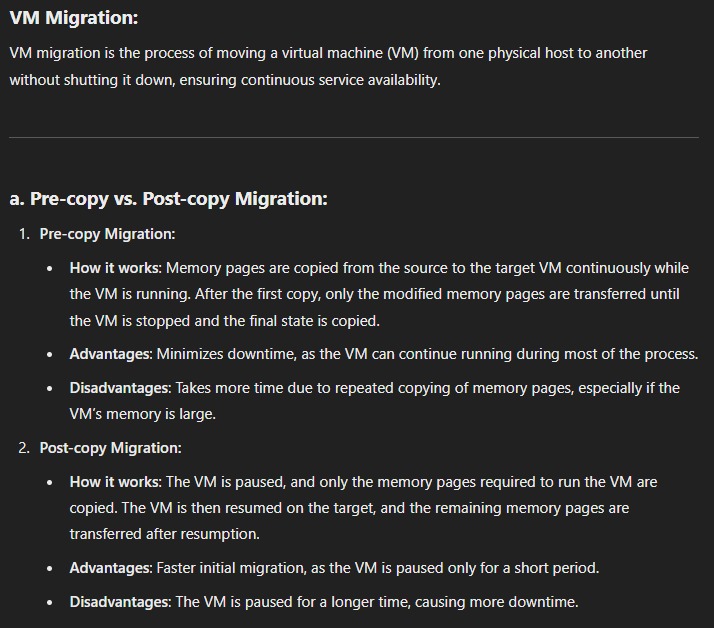 VM Migration:
VM migration is the process of moving a virtual machine (VM) from one physical host to another
without shutting it down, ensuring continuous service availability.
a. Pre-copy vs. Post-copy Migration:
1. Pre-copy Migration:
• How it works: Memory pages are copied from the source to the target VM continuously while
the VM is running. After the first copy, only the modified memory pages are transferred until
the VM is stopped and the final state is copied.
• Advantages: Minimizes downtime, as the VM can continue running during most of the process.
• Disadvantages: Takes more time due to repeated copying of memory pages, especially if the
VM's memory is large.
2. Post-copy Migration:
• How it works: The VM is paused, and only the memory pages required to run the VM are
copied. The VM is then resumed on the target, and the remaining memory pages are
transferred after resumption.
• Advantages: Faster initial migration, as the VM is paused only for a short period.
• Disadvantages: The VM is paused for a longer time, causing more downtime.